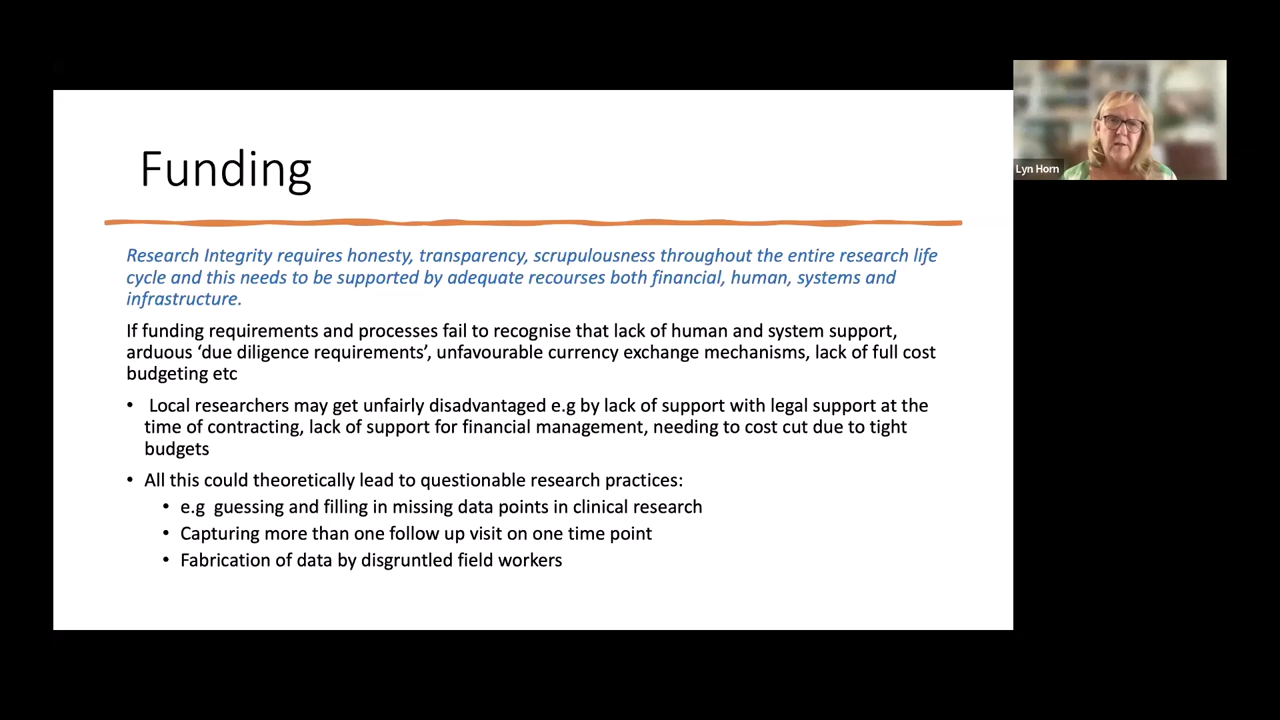 Funding
Research Integrity requires honesty, transparency, scrupulousness throughout the entire research life
cycle and this needs to be supported by adequate recourses both financial, human, systems and
infrastructure.
If funding requirements and processes fail to recognise that lack of human and system support,
arduous ‘due diligence requirements’, unfavourable currency exchange mechanisms, lack of full cost
budgeting etc
• Local researchers may get unfairly disadvantaged e.g by lack of support with legal support at the
time of contracting, lack of support for financial management, needing to cost cut due to tight
budgets
• All this could theoretically lead to questionable research practices:
• e.g guessing and filling in missing data points in clinical research
• Capturing more than one follow up visit on one time point
• Fabrication of data by disgruntled field workers
Lyn Horn